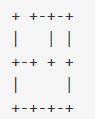 + +-+-+
|   | |
+-+ + +
|     |
+-+-+-+